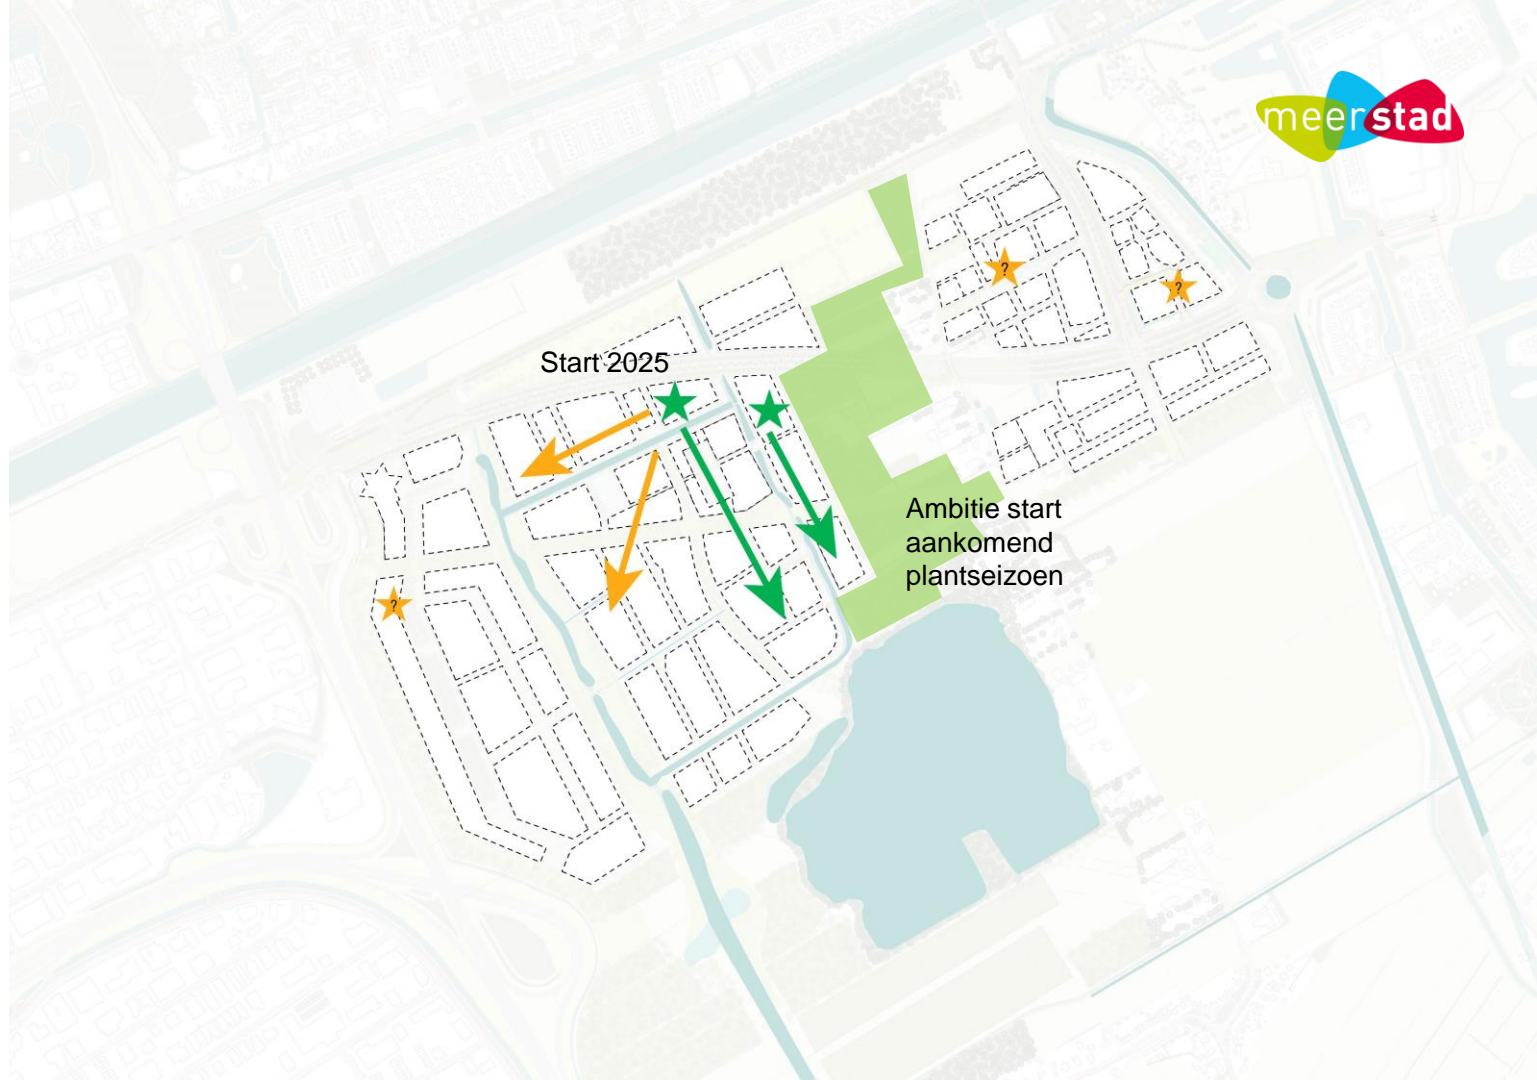 meerstad
?
?
Start 2025
Ambitie start
aankomend
plantseizoen
?